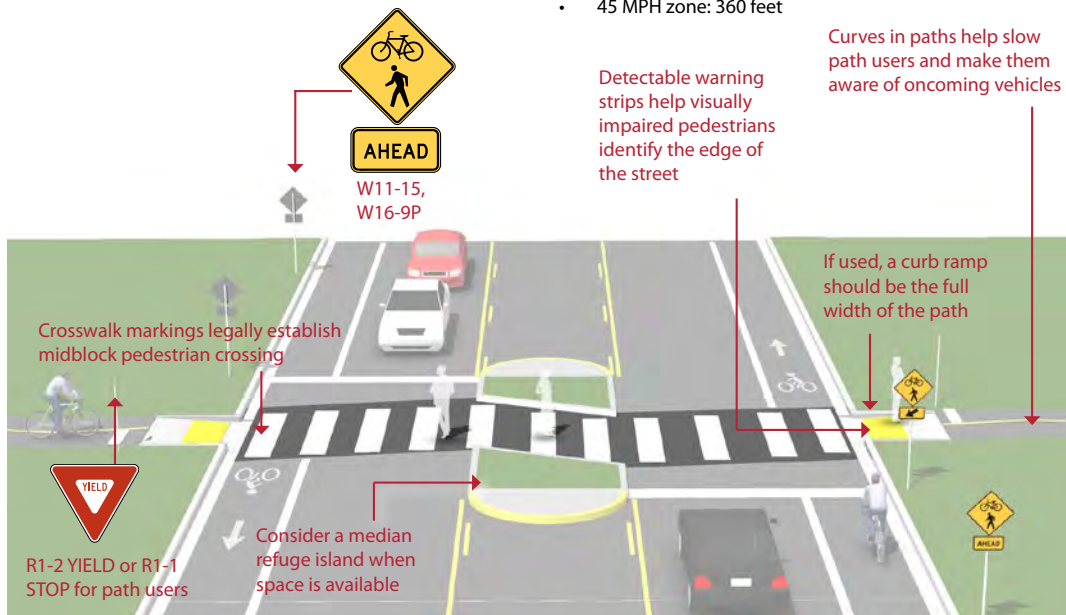 • 45 MPH zone: 360 feet
Curves in paths help slow
path users and make them
aware of oncoming vehicles
Detectable warning
strips help visually
impaired pedestrians
identify the edge of
the street
AHEAD
W11-15,
W16-9P
If used, a curb ramp
should be the full
width of the path
Crosswalk markings legally establish
midblock pedestrian crossing
YIELD
R1-2 YIELD or R1-1
STOP for path users
Consider a median
refuge island when
space is available
AHEAD